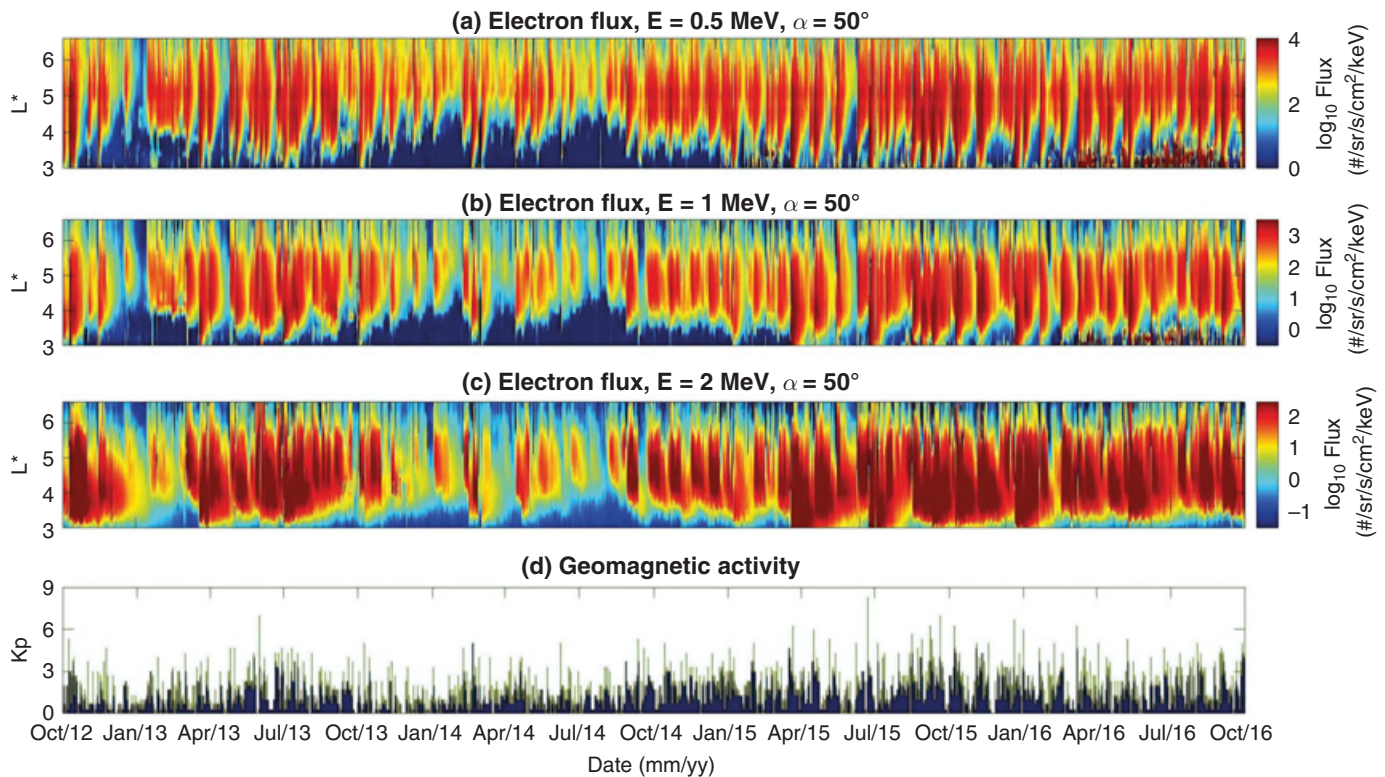 (a) Electron flux, E = 0.5 MeV, α = 50°
6
5
4
3
L*
4
2
0
log₁₀ Flux
(#/sr/s/cm²/keV)
(b) Electron flux, E = 1 MeV, α = 50°
6
5
4
3
L*
3
2
1
0
log₁₀ Flux
(#/sr/s/cm²/keV)
(c) Electron flux, E = 2 MeV, α = 50°
6
5
4
3
L*
2
1
0
−1
log₁₀ Flux
(#/sr/s/cm²/keV)
(d) Geomagnetic activity
9
6
3
0
Kp
Oct/12 Jan/13 Apr/13 Jul/13 Oct/13 Jan/14 Apr/14 Jul/14 Oct/14 Jan/15 Apr/15 Jul/15 Oct/15 Jan/16 Apr/16 Jul/16 Oct/16
Date (mm/yy)